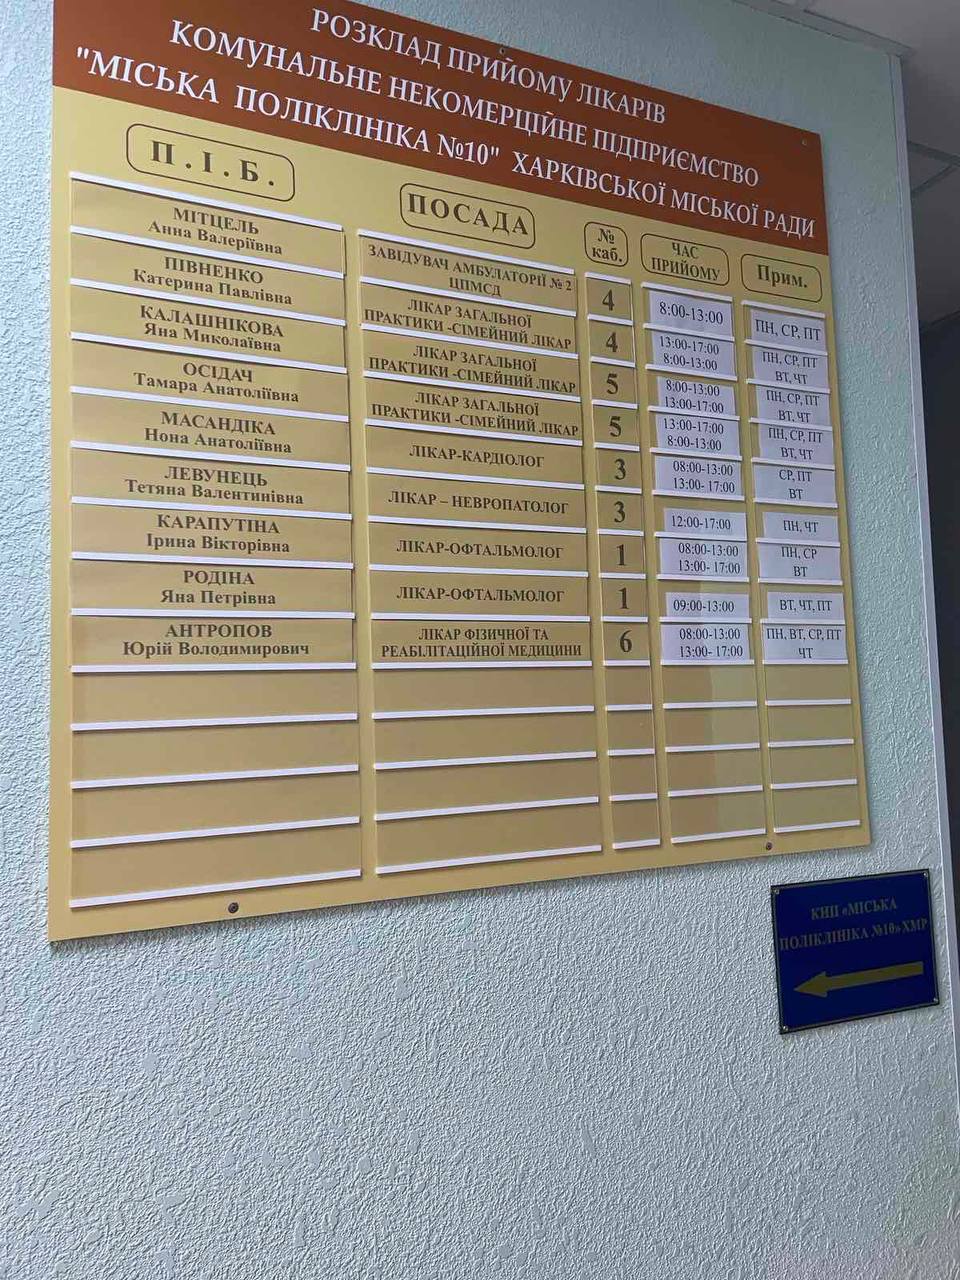 РОЗКЛАД ПРИЙОМУ ЛІКАРІВ
КОМУНАЛЬНЕ НЕКОМЕРЦІЙНЕ ПІДПРИЄМСТВО
"МІСЬКА ПОЛІКЛІНІКА №10" ХАРКІВСЬКОЇ МІСЬКОЇ РАДИ
П.І.Б.
ПОСАДА
№
каб.
ЧАС
ПРИЙОМУ
Прим.
МІТЦЕЛЬ
Анна Валеріївна
ЗАВІДУВАЧ АМБУЛАТОРІЇ № 2
ЦПМСД
4
8:00-13:00
ПН, СР, ПТ
ПІВНЕНКО
Катерина Павлівна
ЛІКАР ЗАГАЛЬНОЇ
ПРАКТИКИ -СІМЕЙНИЙ ЛІКАР
4
13:00-17:00
8:00-13:00
ПН, СР, ПТ
ВТ, ЧТ
КАЛАШНІКОВА
Яна Миколаївна
ЛІКАР ЗАГАЛЬНОЇ
ПРАКТИКИ -СІМЕЙНИЙ ЛІКАР
5
8:00-13:00
13:00-17:00
ПН, СР, ПТ
ВТ, ЧТ
ОСІДАЧ
Тамара Анатоліївна
ЛІКАР ЗАГАЛЬНОЇ
ПРАКТИКИ -СІМЕЙНИЙ ЛІКАР
5
13:00-17:00
8:00-13:00
ПН, СР, ПТ
ВТ, ЧТ
МАСАНДІКА
Нона Анатоліївна
ЛІКАР-КАРДІОЛОГ
3
08:00-13:00
13:00- 17:00
СР, ПТ
ВТ
ЛЕВУНЕЦЬ
Тетяна Валентинівна
ЛІКАР – НЕВРОПАТОЛОГ
3
12:00-17:00
ПН, ЧТ
КАРАПУТІНА
Ірина Вікторівна
ЛІКАР-ОФТАЛЬМОЛОГ
1
08:00-13:00
13:00- 17:00
ПН, СР
ВТ
РОДІНА
Яна Петрівна
ЛІКАР-ОФТАЛЬМОЛОГ
1
09:00-13:00
ВТ, ЧТ, ПТ
АНТРОПОВ
Юрій Володимирович
ЛІКАР ФІЗИЧНОЇ ТА
РЕАБІЛІТАЦІЙНОЇ МЕДИЦИНИ
6
08:00-13:00
13:00- 17:00
ПН, ВТ, СР, ПТ
ЧТ
КНП «МІСЬКА
ПОЛІКЛІНІКА №10» ХМР